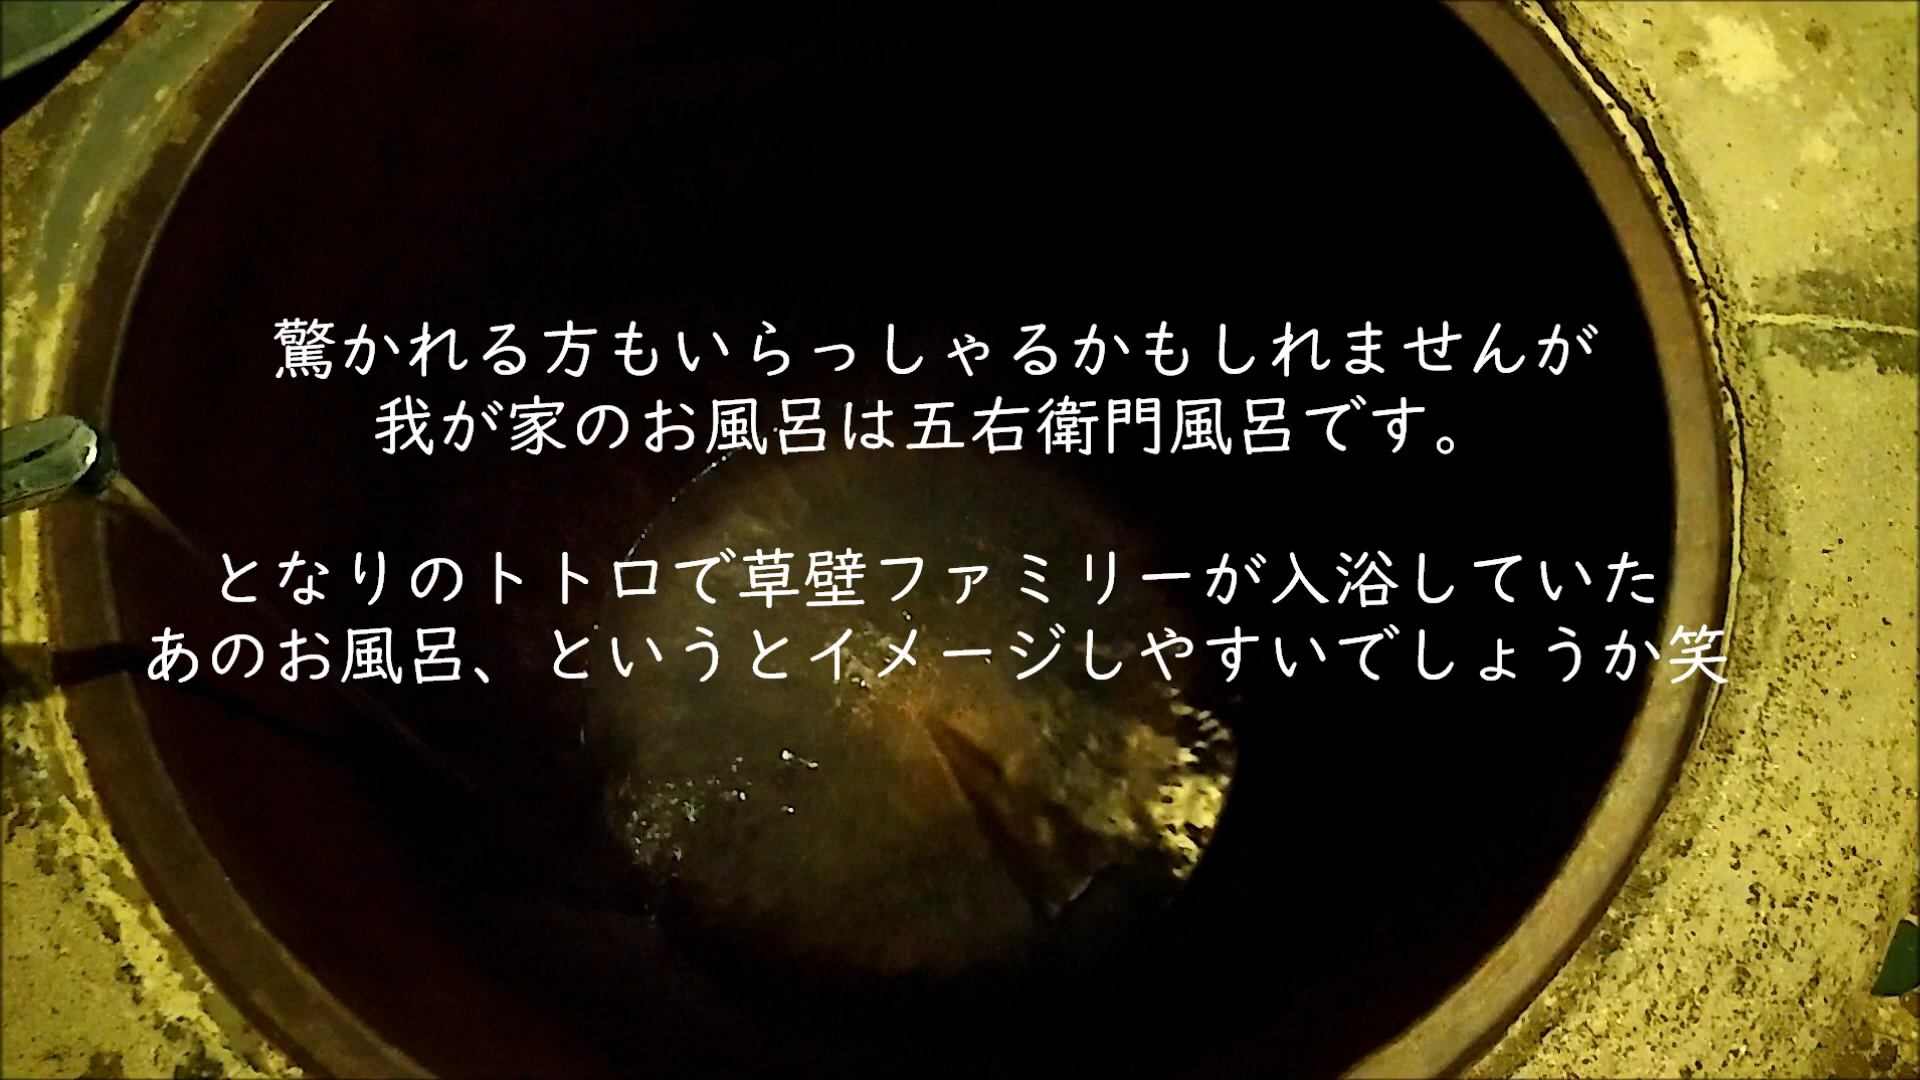 驚かれる方もいらっしゃるかもしれませんが
我が家のお風呂は五右衛門風呂です。
となりのトトロで草壁ファミリーが入浴していた
あのお風呂、というとイメージしやすいでしょうか笑